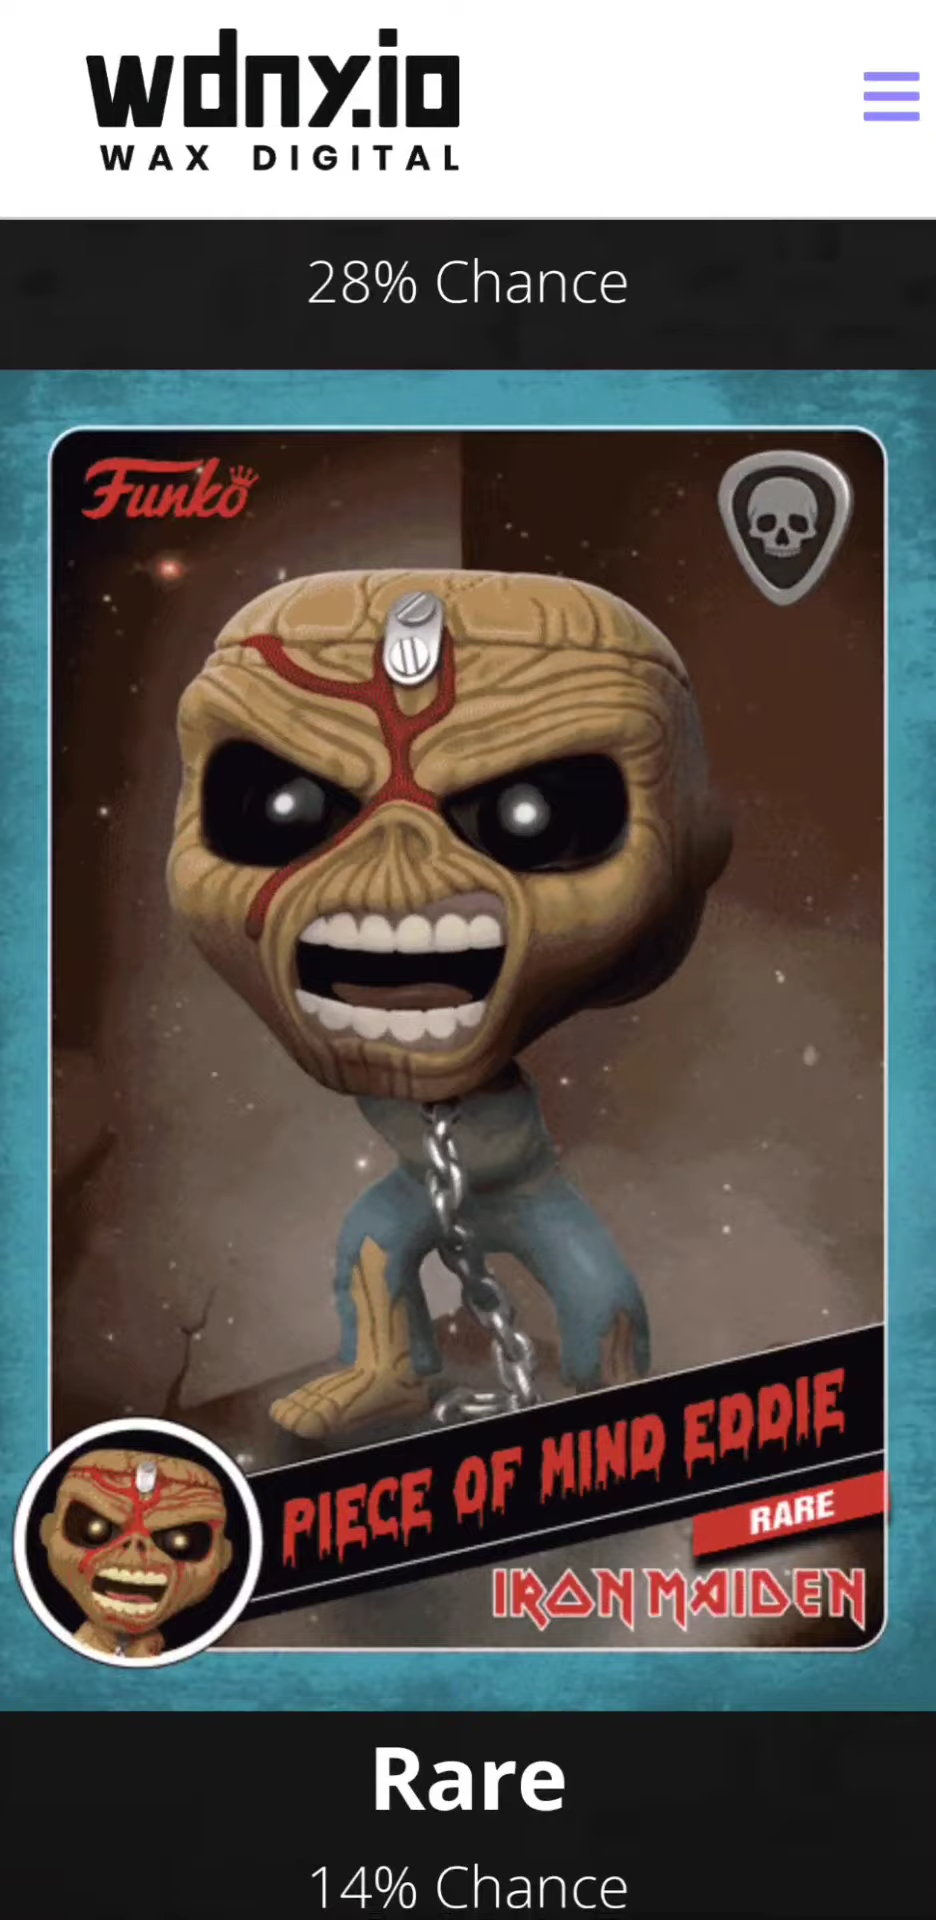 wdny.io
WAX DIGITAL
28% Chance
Funko
PIECE OF MIND EDDIE
RARE
IRON MAIDEN
Rare
14% Chance